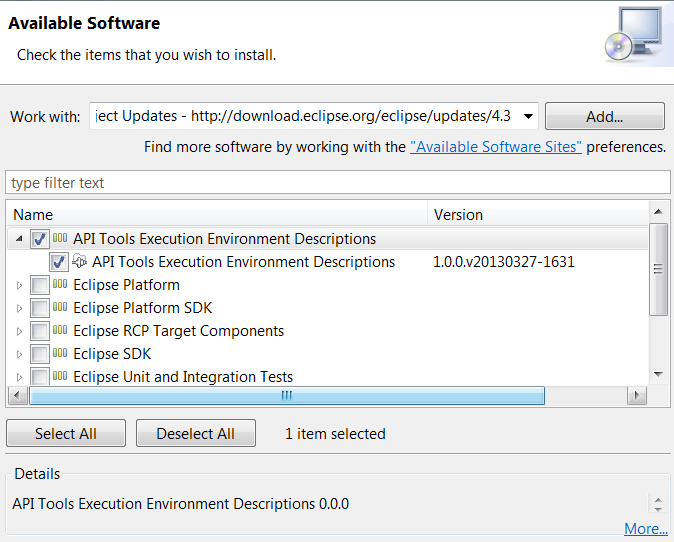 Available Software
Check the items that you wish to install.
Work with: ject Updates - http://download.eclipse.org/eclipse/updates/4.3 Add...
Find more software by working with the "Available Software Sites" preferences.
type filter text
Name Version
API Tools Execution Environment Descriptions
API Tools Execution Environment Descriptions 1.0.0.v20130327-1631
Eclipse Platform
Eclipse Platform SDK
Eclipse RCP Target Components
Eclipse SDK
Eclipse Unit and Integration Tests
Select All Deselect All 1 item selected
Details
API Tools Execution Environment Descriptions 0.0.0
More...